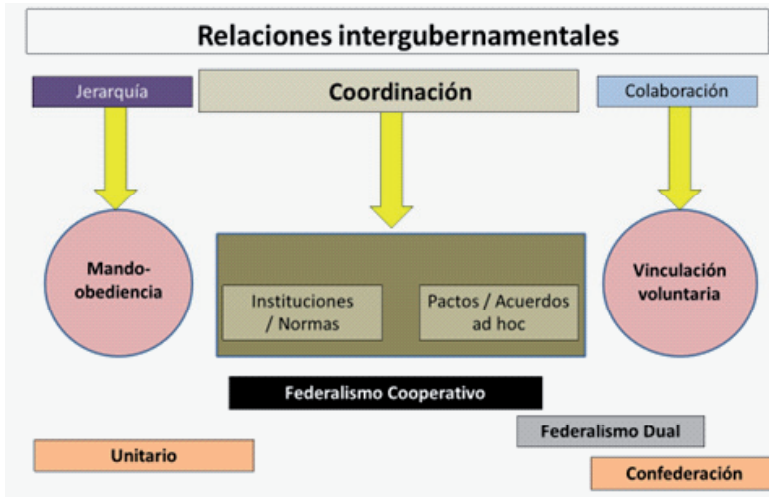 Relaciones intergubernamentales
Jerarquía
Coordinación
Colaboración
Mando-
obediencia
Instituciones
/ Normas
Pactos / Acuerdos
ad hoc
Vinculación
voluntaria
Federalismo Cooperativo
Federalismo Dual
Unitario
Confederación